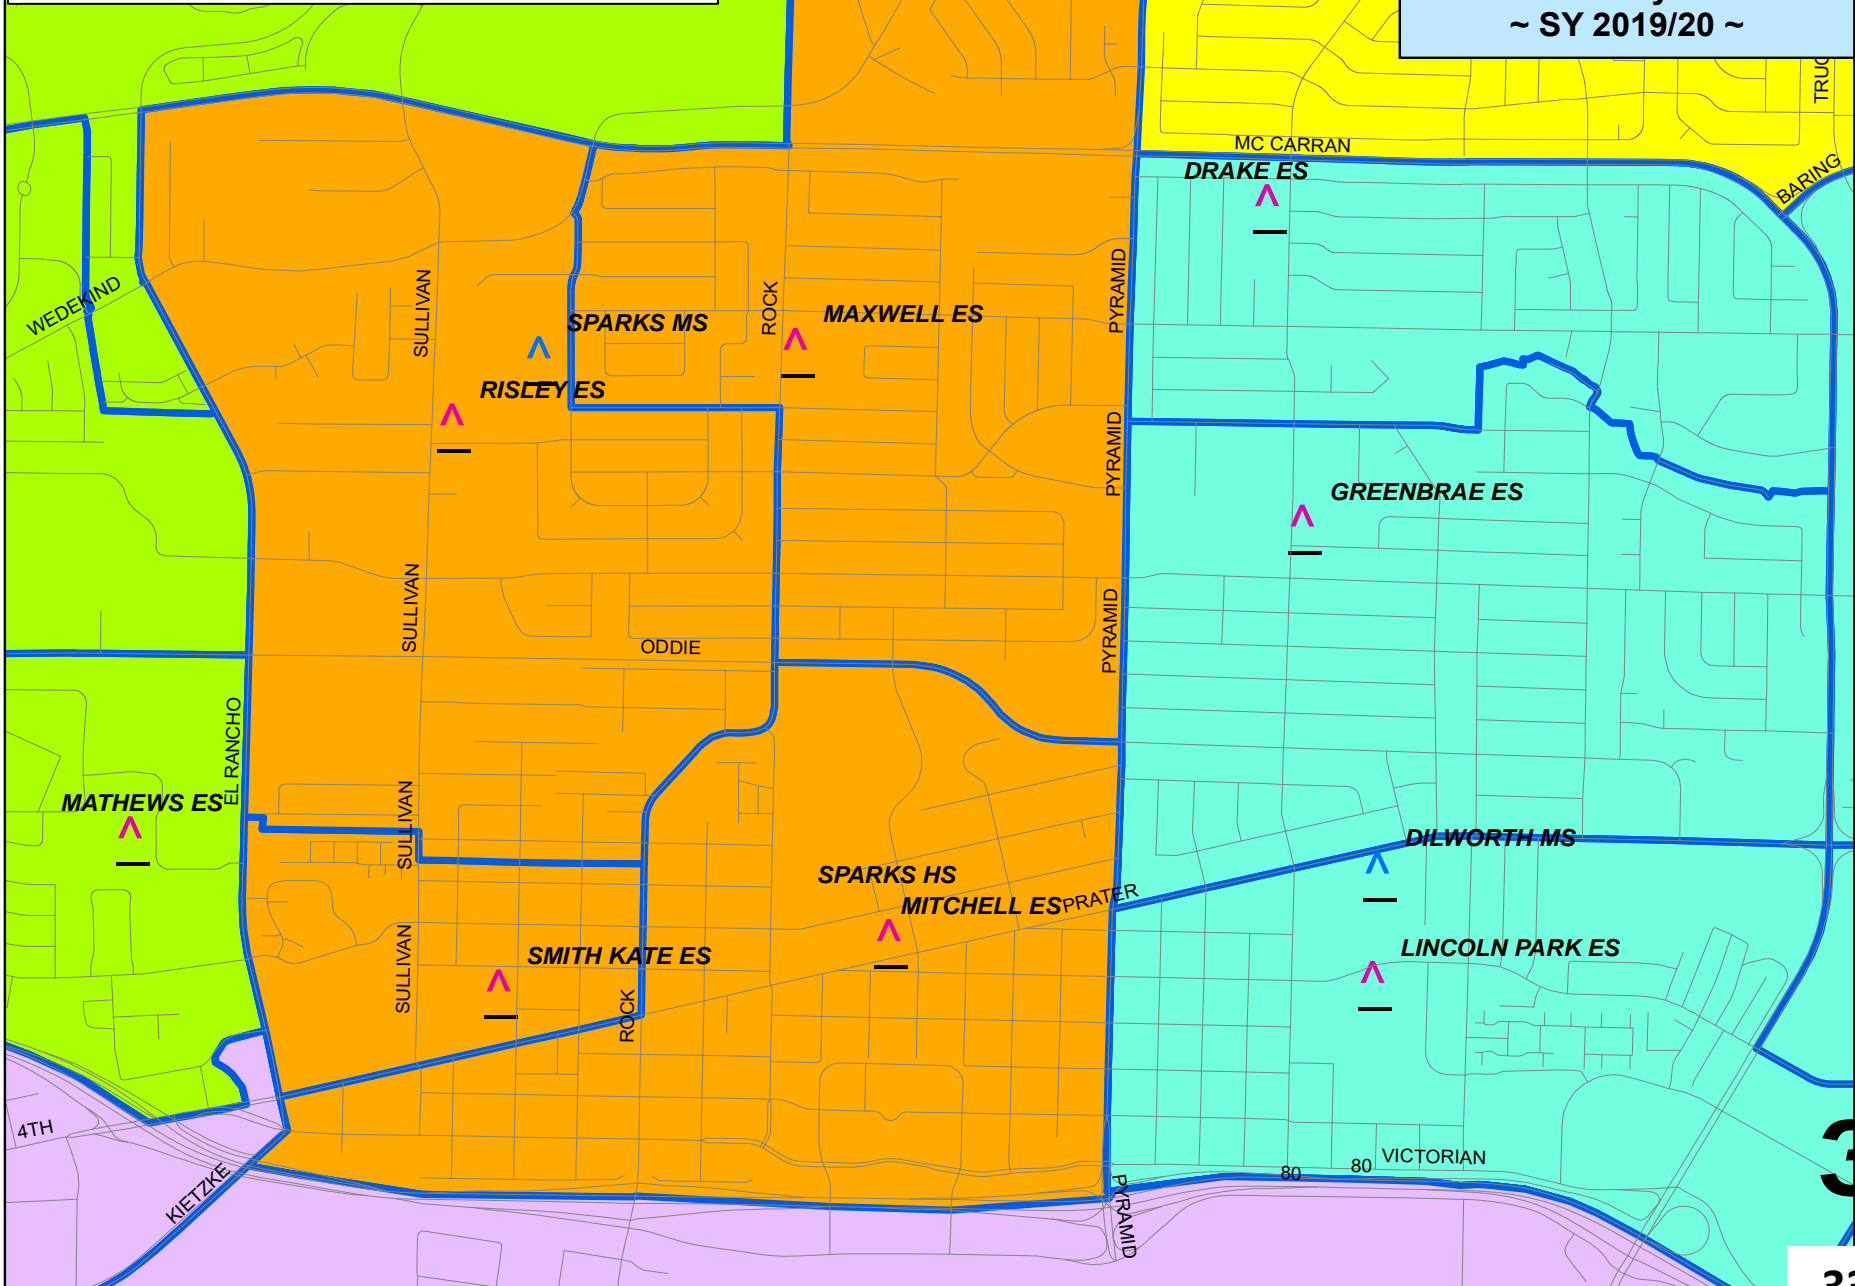 ~ SY 2019/20 ~
MC CARRAN
DRAKE ES
BARING
WEDEKIND
SULLIVAN
ROCK
PYRAMID
SPARKS MS
MAXWELL ES
RISLEY ES
PYRAMID
GREENBRAE ES
SULLIVAN
PYRAMID
ODDIE
EL RANCHO
MATHEWS ES
SULLIVAN
DILWORTH MS
SPARKS HS
MITCHELL ES
PRATER
SULLIVAN
SMITH KATE ES
LINCOLN PARK ES
ROCK
4TH
KIETZKE
80
80
VICTORIAN
PYRAMID